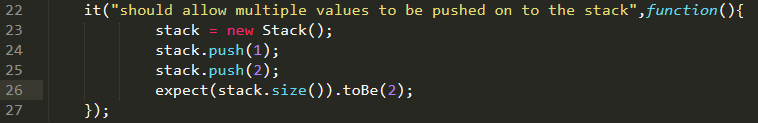 22 it("should allow multiple values to be pushed on to the stack",function(){
23 stack = new Stack();
24 stack.push(1);
25 stack.push(2);
26 expect(stack.size()).toBe(2);
27 });